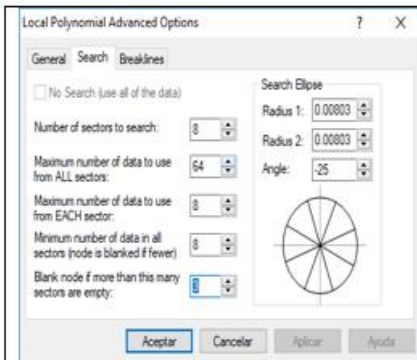 Local Polynomial Advanced Options ? X
General Search Breaklines
No Search (use all of the data)
Number of sectors to search: 8
Maximum number of data to use
from ALL sectors: 64
Maximum number of data to use
from EACH sector: 8
Minimum number of data in all
sectors (node is blanked if fewer) 8
Blank node if more than this many
sectors are empty: 3
Search Ellipse
Radius 1: 0.00803
Radius 2: 0.00803
Angle: -25
Aceptar Cancelar Aplicar Ayuda